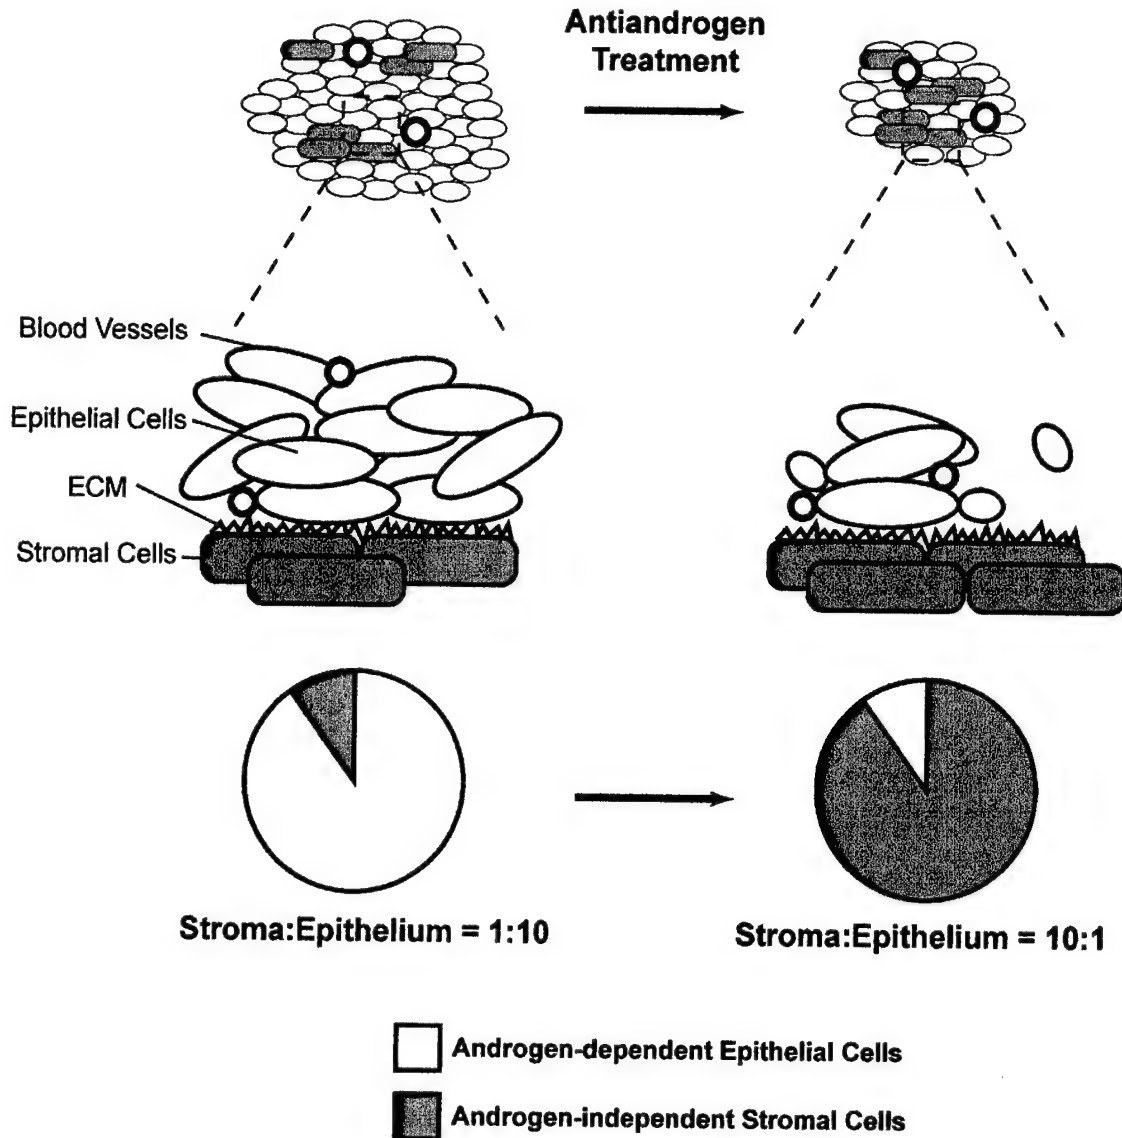 Antiandrogen
Treatment
Blood Vessels
Epithelial Cells
ECM
Stromal Cells
Stroma:Epithelium = 1:10
Stroma:Epithelium = 10:1
Androgen-dependent Epithelial Cells
Androgen-independent Stromal Cells